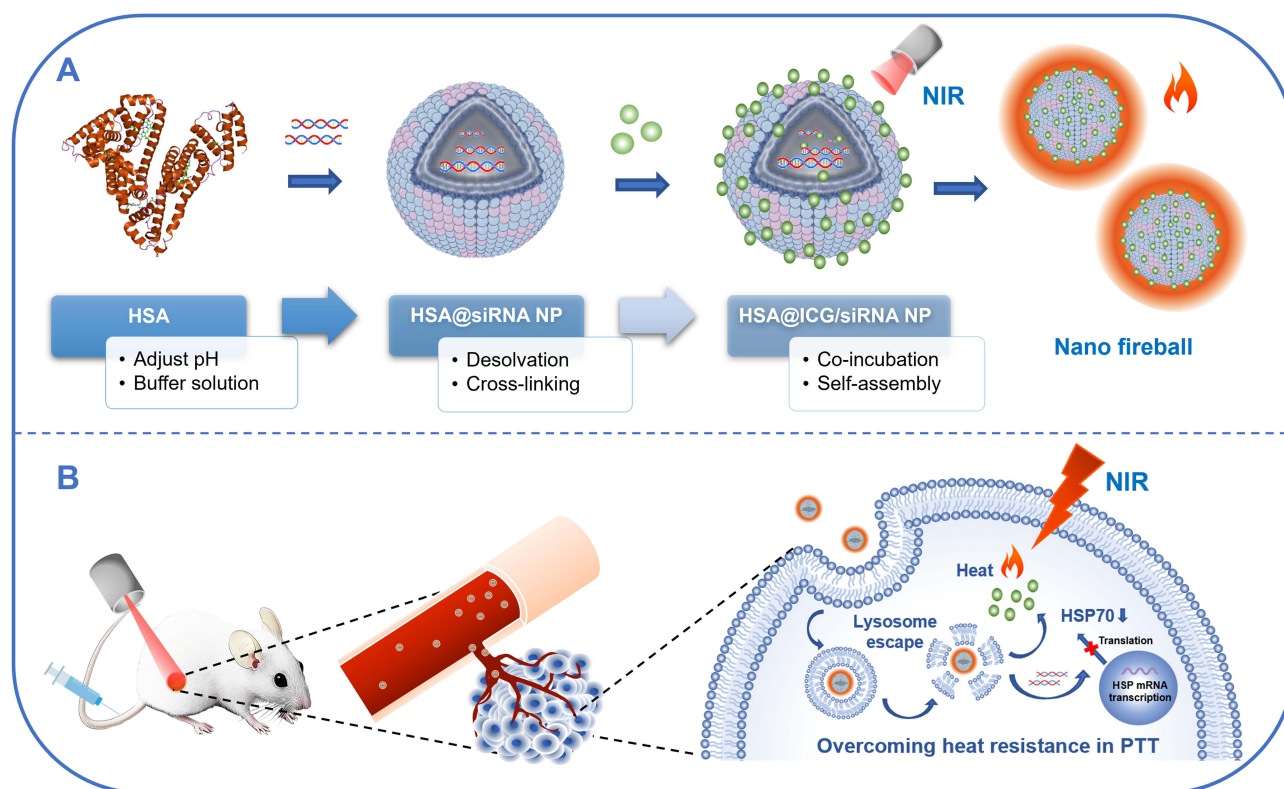 A
NIR
HSA
• Adjust pH
• Buffer solution
HSA@siRNA NP
• Desolvation
• Cross-linking
HSA@ICG/siRNA NP
• Co-incubation
• Self-assembly
Nano fireball
B
NIR
Heat
HSP70⬇
Lysosome
escape
Translation
HSP mRNA
transcription
Overcoming heat resistance in PTT